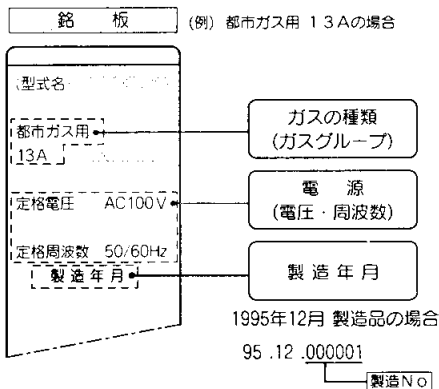 銘板
(例) 都市ガス用 13Aの場合
型式名
都市ガス用
13A
定格電圧 AC100V
定格周波数 50/60Hz
製造年月
ガスの種類
(ガスグループ)
電源
(電圧・周波数)
製造年月
1995年12月 製造品の場合
95.12.000001
製造No